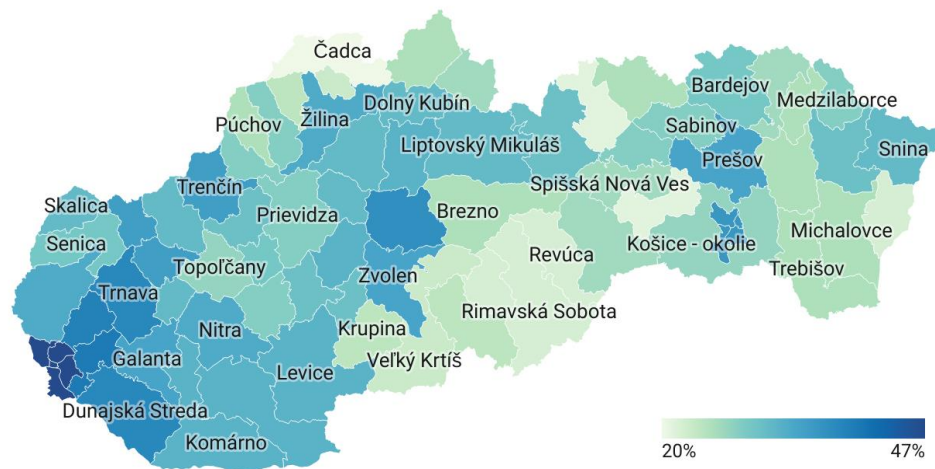 Čadca
Bardejov
Dolný Kubín
Medzilaborce
Púchov
Žilina
Sabinov
Liptovský Mikuláš
Snina
Prešov
Trenčín
Spišská Nová Ves
Skalica
Prievidza
Brezno
Michalovce
Senica
Košice - okolie
Revúca
Topoľčany
Trebišov
Zvolen
Trnava
Rimavská Sobota
Nitra
Krupina
Galanta
Veľký Krtíš
Levice
Dunajská Streda
Komárno
20%
47%